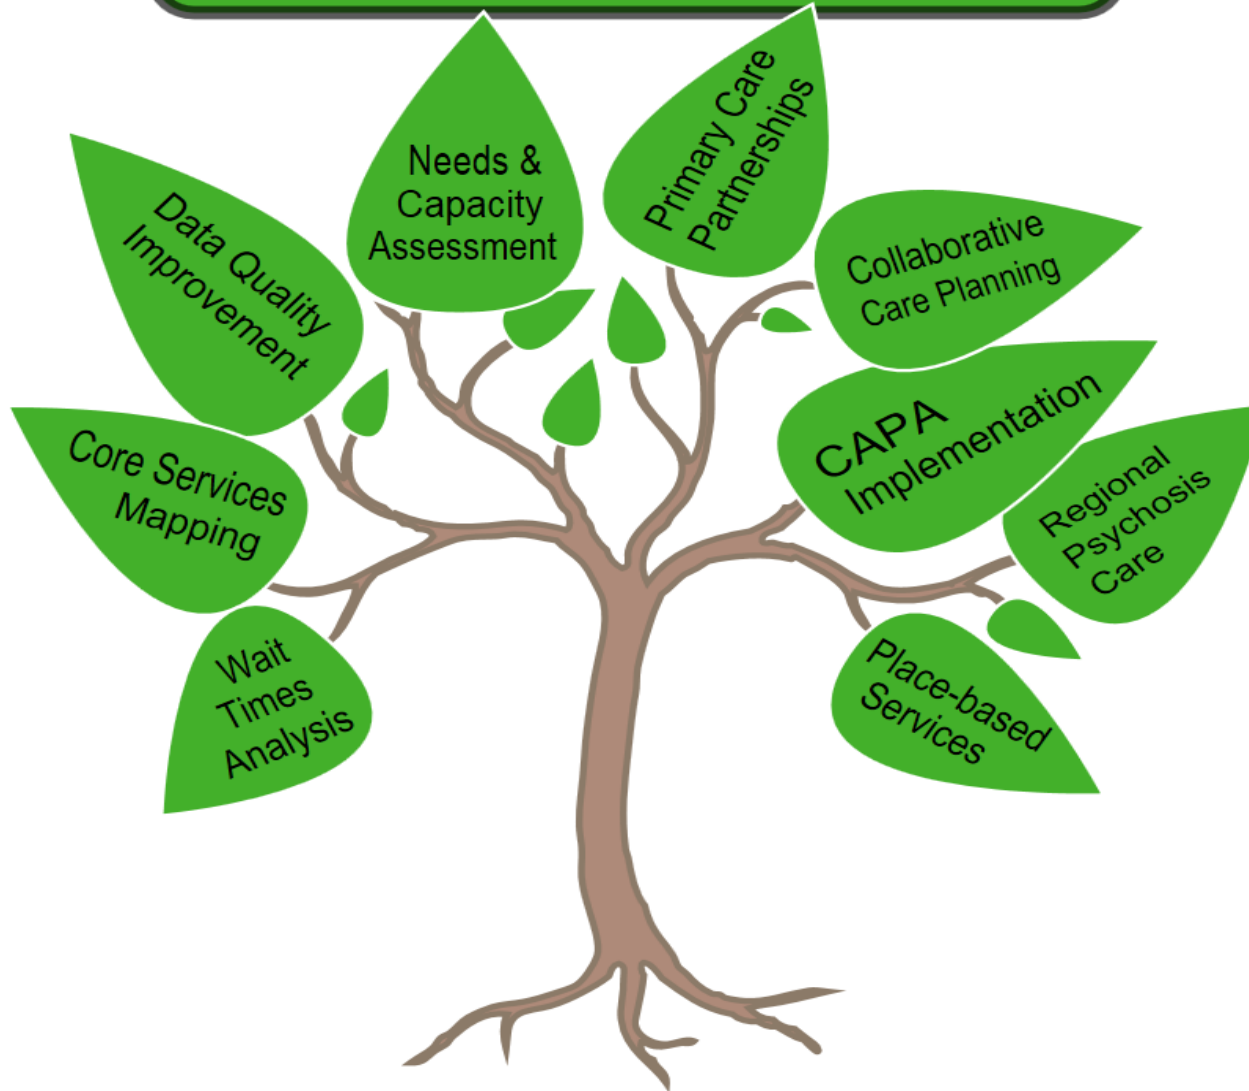 Needs &
Capacity
Assessment
Primary Care
Partnerships
Data Quality
Improvement
Collaborative
Care Planning
Core Services
Mapping
CAPA
Implementation
Regional
Psychosis
Care
Wait
Times
Analysis
Place-based
Services